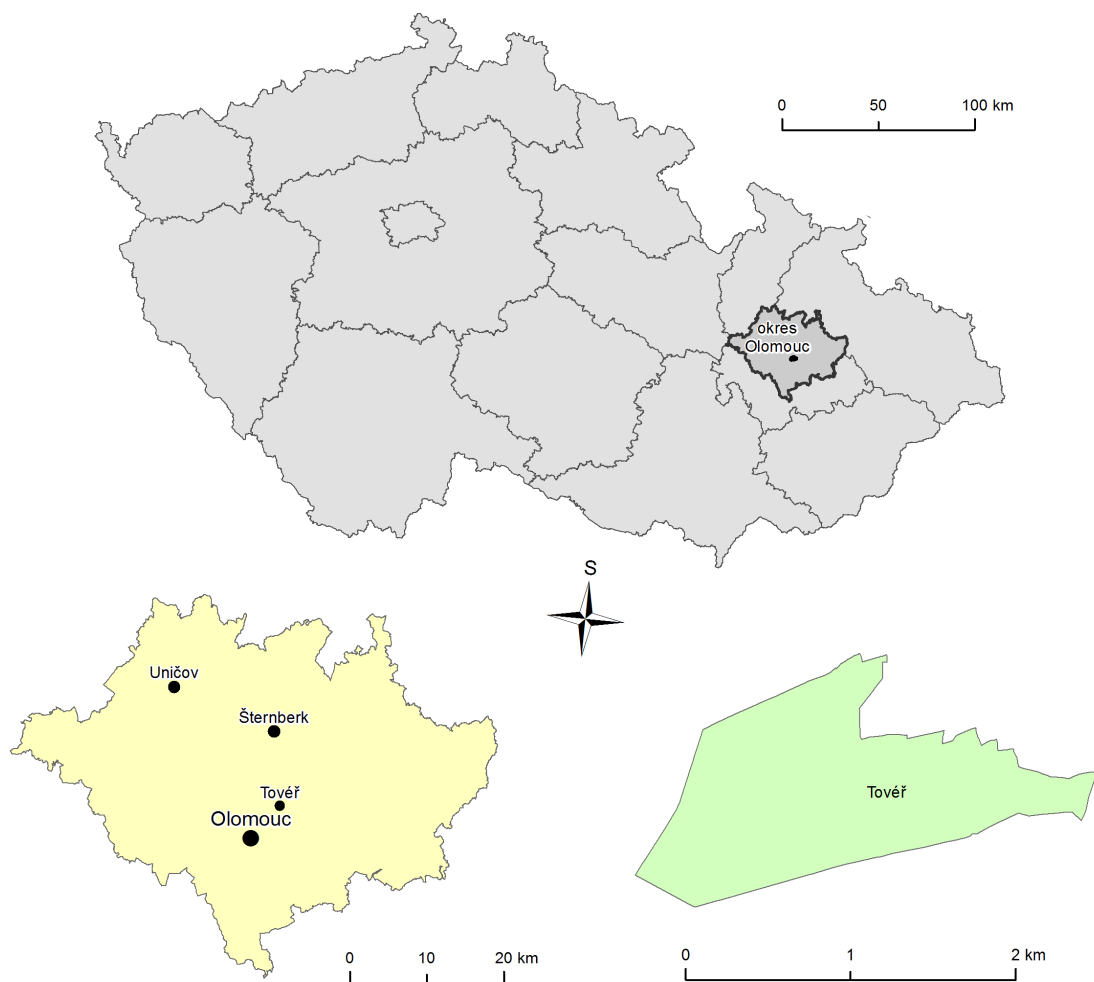 0 50 100 km
okres
Olomouc
S
Uničov
Šternberk
Tovéř
Olomouc
Tovéř
0 10 20 km
0 1 2 km